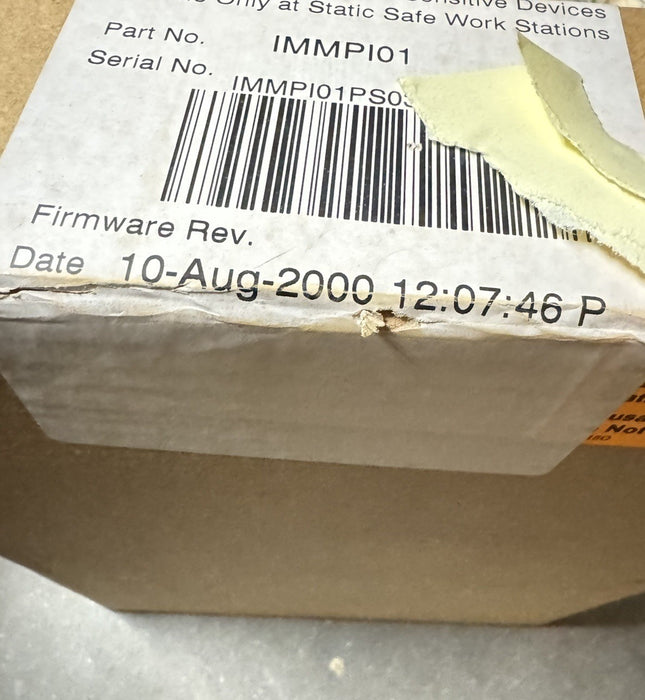 Only at Static Safe Work Stations
Devices
Part No. IMMPI01
Serial No. IMMPI01PS0
Firmware Rev.
Date 10-Aug-2000 12:07:46 P